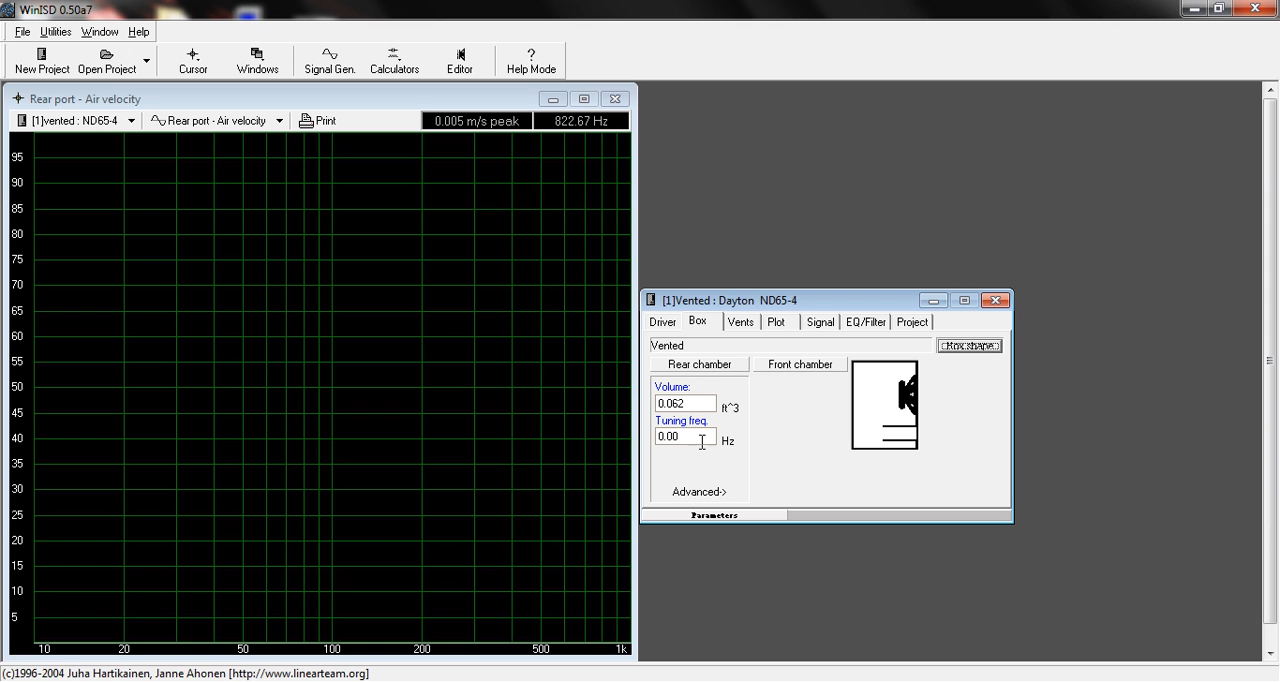 WinISD 0.50a7
File Utilities Window Help
New Project Open Project Cursor Windows Signal Gen. Calculators Editor Help Mode
Rear port - Air velocity
[1]vented : ND65-4 Rear port - Air velocity Print 0.005 m/s peak 822.67 Hz
95
90
85
80
75
70
65
60
55
50
45
40
35
30
25
20
15
10
5
10 20 50 100 200 500 1k
[1]Vented : Dayton ND65-4
Driver Box Vents Plot Signal EQ/Filter Project
Vented Box shape
Rear chamber Front chamber
Volume:
0.062 ft^3
Tuning freq.
0.00 Hz
Advanced->
Parameters
(c)1996-2004 Juha Hartikainen, Janne Ahonen [http://www.linearteam.org]